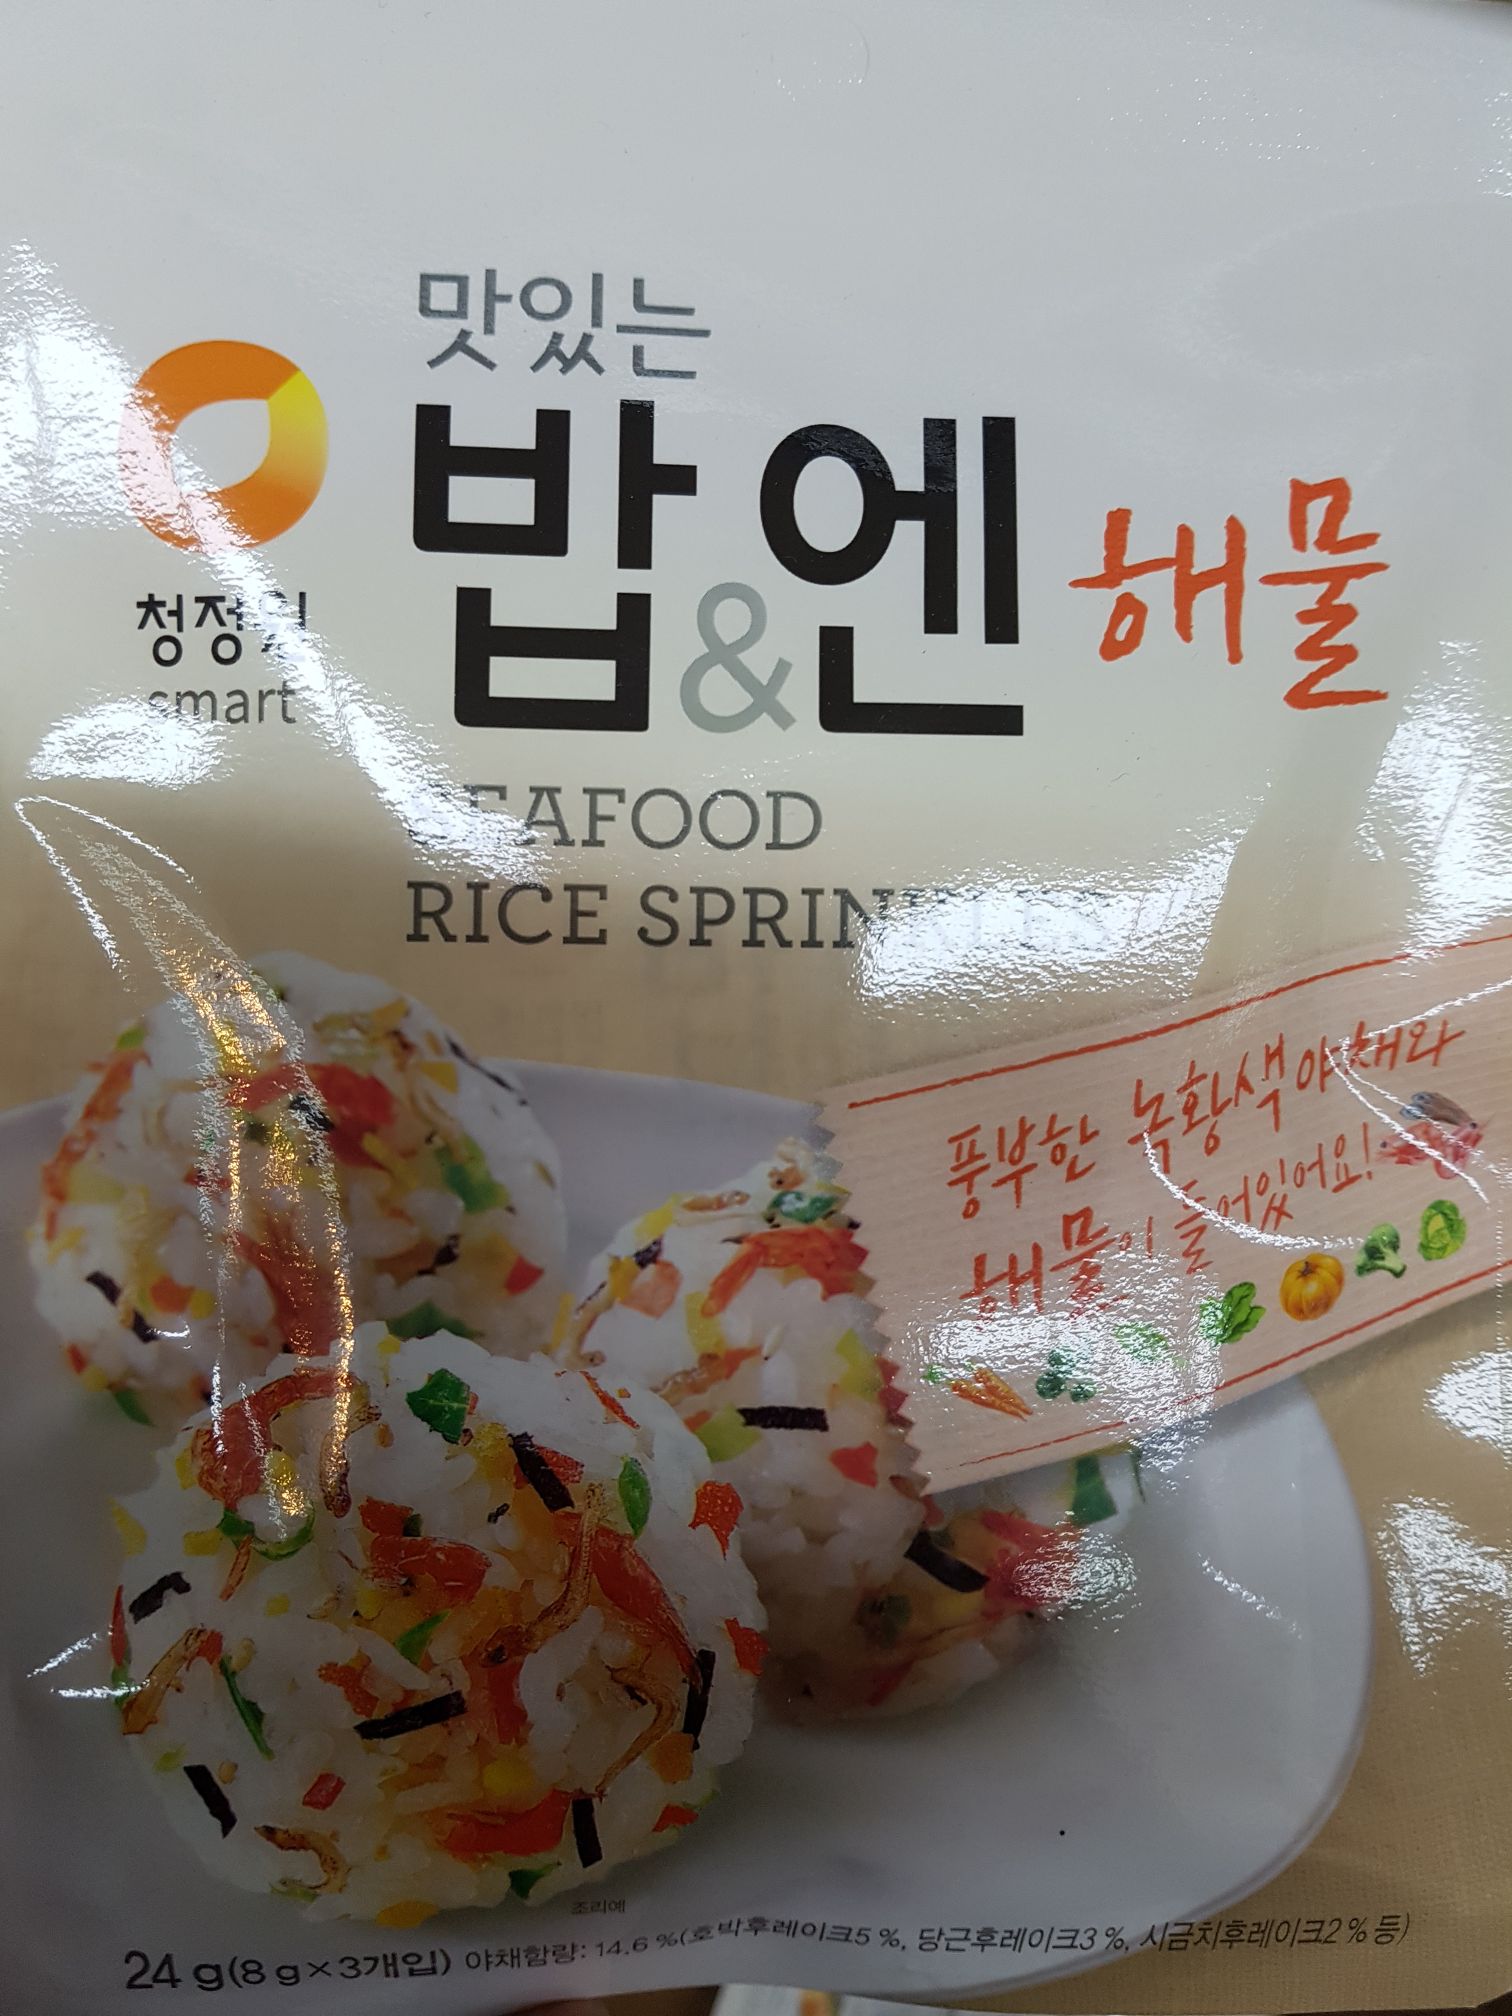 맛있는
밥&엔 해물
청정원
smart
SEAFOOD
RICE
풍부한 녹황색 야채와
해물이 들어있어요!
조리예
24 g(8 g×3개입) 야채함량: 14.6 %(호박후레이크5 %, 당근후레이크3 %, 시금치후레이크2 % 등)